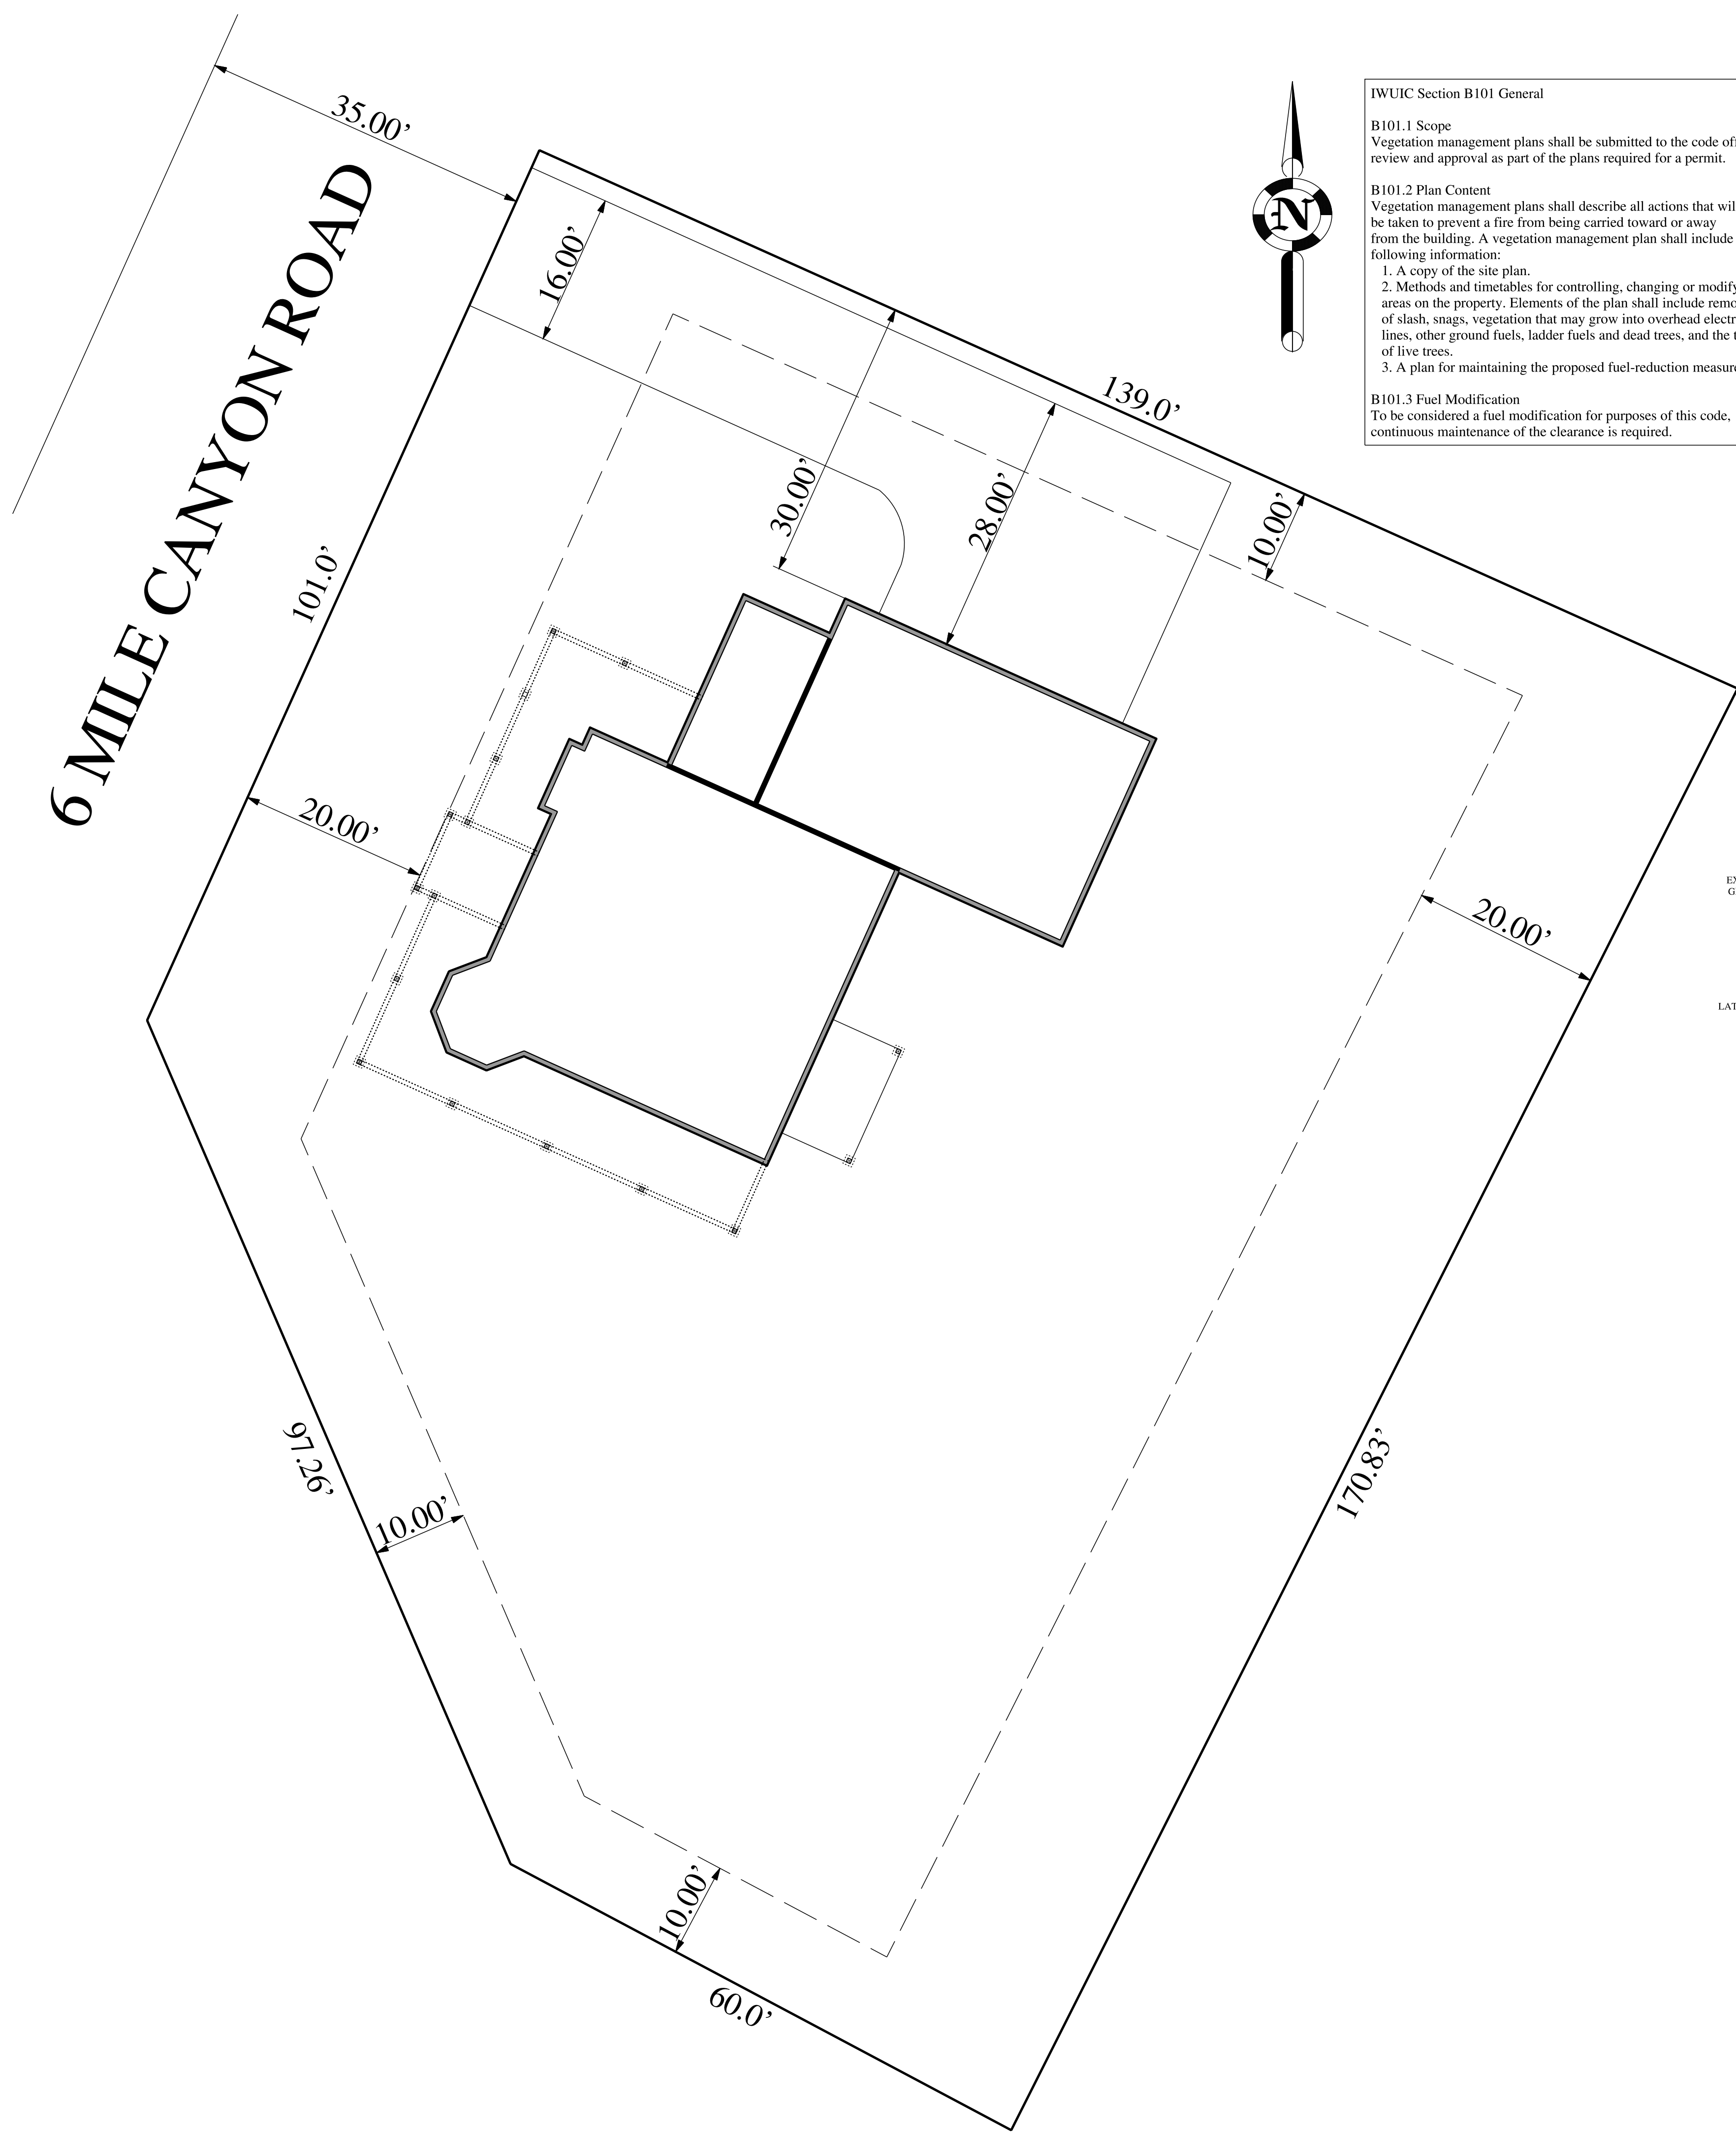 35.00’
6 MILE CANYON ROAD
16.00’
N
IWUIC Section B101 General
B101.1 Scope
Vegetation management plans shall be submitted to the code
review and approval as part of the plans required for a permit.
B101.2 Plan Content
Vegetation management plans shall describe all actions that will
be taken to prevent a fire from being carried toward or away
from the building. A vegetation management plan shall include
following information:
1. A copy of the site plan.
2. Methods and timetables for controlling, changing or
areas on the property. Elements of the plan shall include
of slash, snags, vegetation that may grow into overhead
lines, other ground fuels, ladder fuels and dead trees, and the
of live trees.
3. A plan for maintaining the proposed fuel-reduction
B101.3 Fuel Modification
To be considered a fuel modification for purposes of this code,
continuous maintenance of the clearance is required.
139.0’
30.00’
28.00’
10.00’
101.0’
20.00’
20.00’
97.26’
10.00’
170.83’
10.00’
60.0’